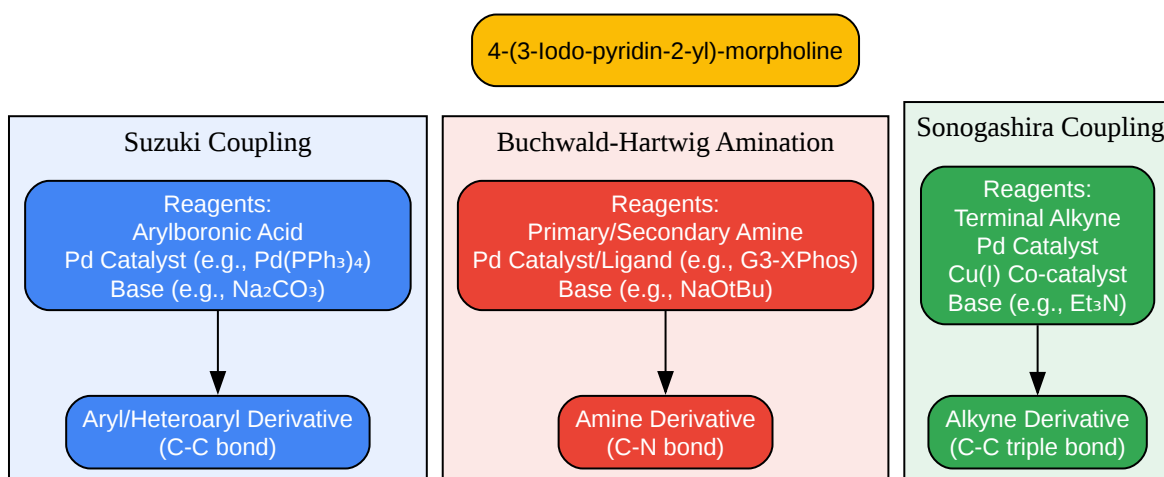 4-(3-Iodo-pyridin-2-yl)-morpholine
Suzuki Coupling
Reagents:
Arylboronic Acid
Pd Catalyst (e.g., Pd(PPh₃)₄)
Base (e.g., Na₂CO₃)
Aryl/Heteroaryl Derivative
(C-C bond)
Buchwald-Hartwig Amination
Reagents:
Primary/Secondary Amine
Pd Catalyst/Ligand (e.g., G3-XPhos)
Base (e.g., NaOtBu)
Amine Derivative
(C-N bond)
Sonogashira Coupling
Reagents:
Terminal Alkyne
Pd Catalyst
Cu(I) Co-catalyst
Base (e.g., Et₃N)
Alkyne Derivative
(C-C triple bond)